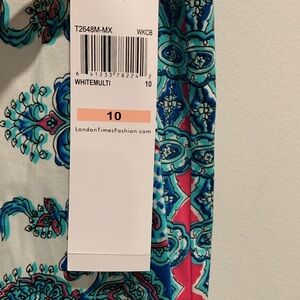 T2648M-MX WKCB
6 41235 78224 2
WHITEMULTI 10
10
LondonTimesFashion.com